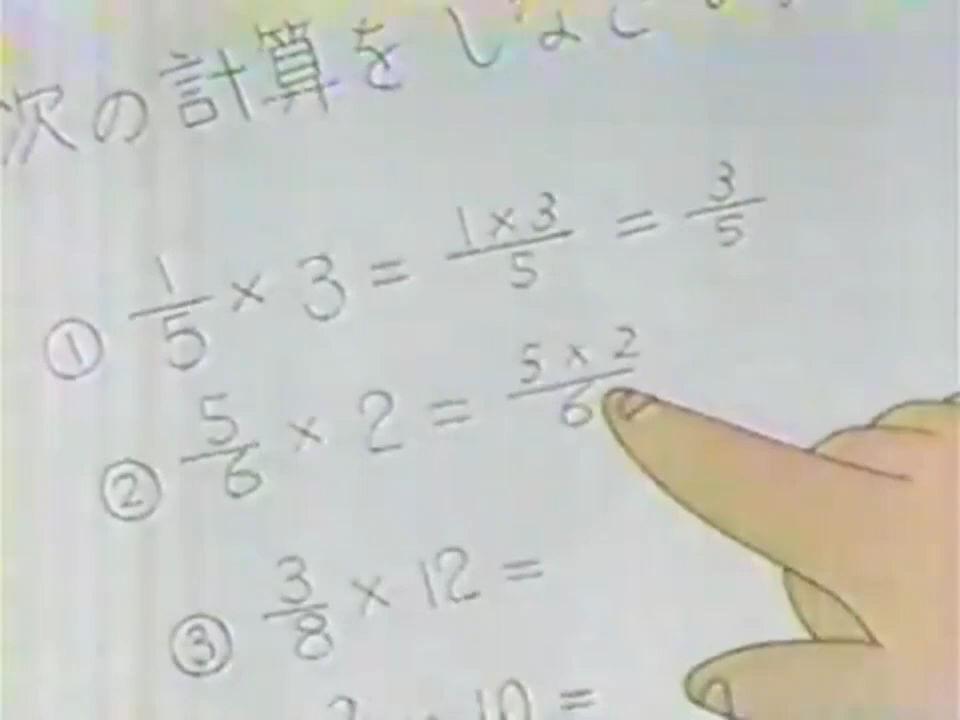 次の計算をしましょう
① 1/5 × 3 = 1×3/5 = 3/5
② 5/6 × 2 = 5×2/6
③ 3/8 × 12 =
10 =